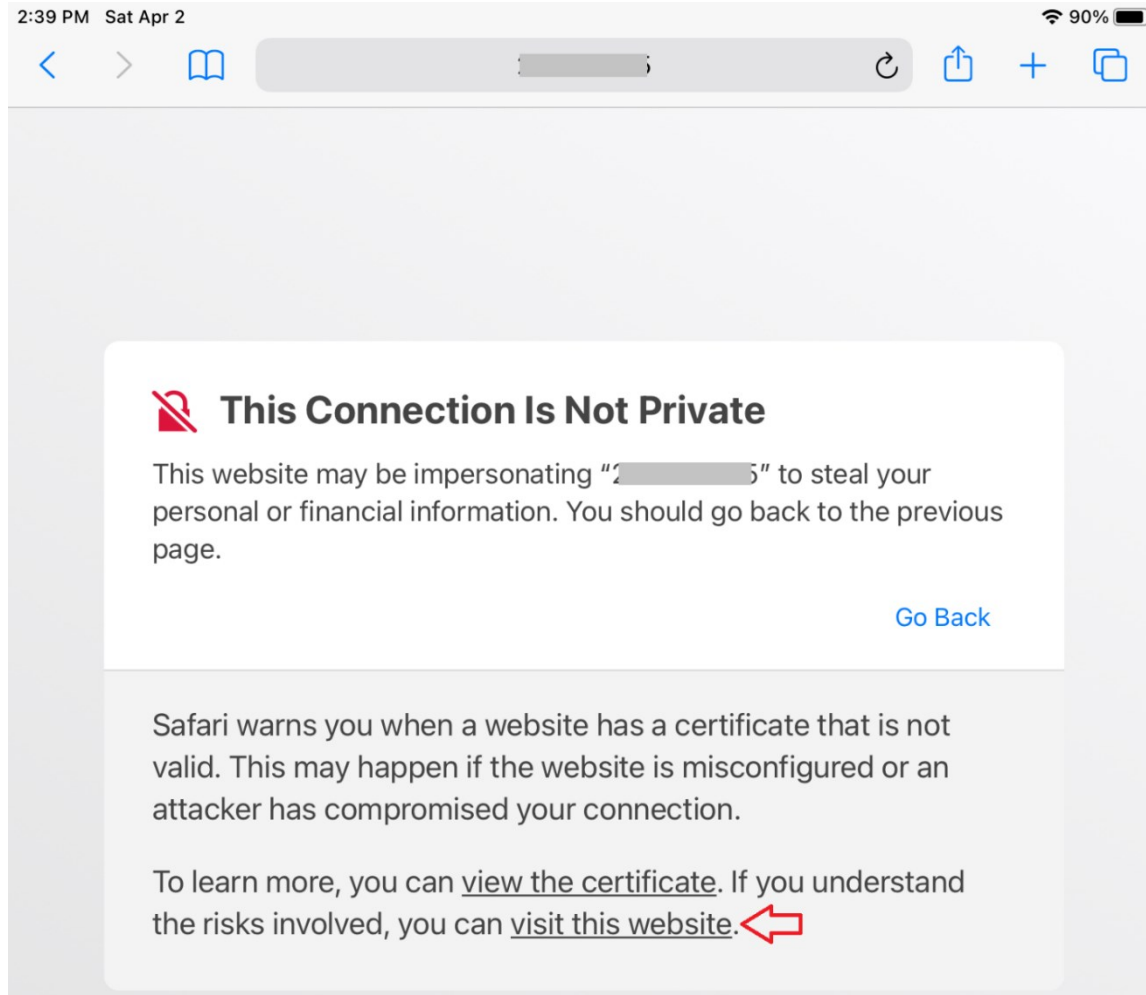 2:39 PM Sat Apr 2
90%
This Connection Is Not Private
This website may be impersonating “2 5” to steal your
personal or financial information. You should go back to the previous
page.
Go Back
Safari warns you when a website has a certificate that is not
valid. This may happen if the website is misconfigured or an
attacker has compromised your connection.
To learn more, you can view the certificate. If you understand
the risks involved, you can visit this website.